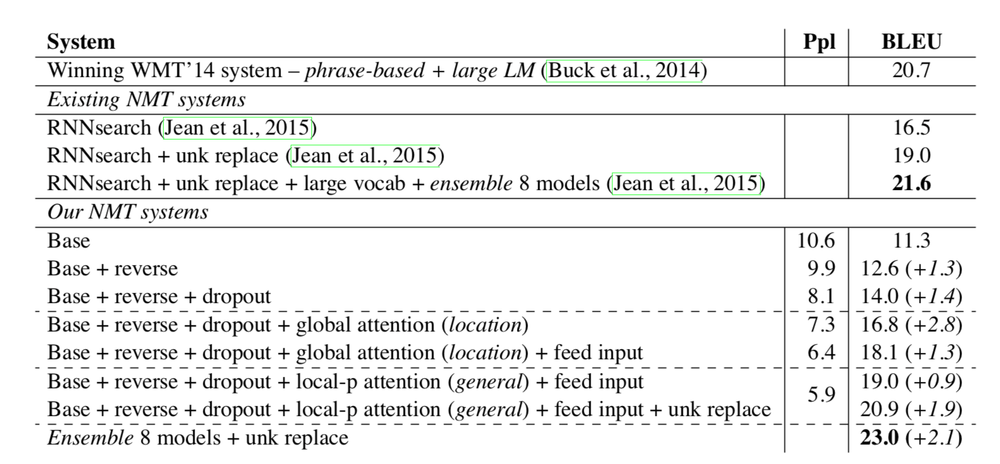 System Ppl BLEU
Winning WMT'14 system – phrase-based + large LM (Buck et al., 2014) 20.7
Existing NMT systems
RNNsearch (Jean et al., 2015) 16.5
RNNsearch + unk replace (Jean et al., 2015) 19.0
RNNsearch + unk replace + large vocab + ensemble 8 models (Jean et al., 2015) 21.6
Our NMT systems
Base 10.6 11.3
Base + reverse 9.9 12.6 (+1.3)
Base + reverse + dropout 8.1 14.0 (+1.4)
Base + reverse + dropout + global attention (location) 7.3 16.8 (+2.8)
Base + reverse + dropout + global attention (location) + feed input 6.4 18.1 (+1.3)
Base + reverse + dropout + local-p attention (general) + feed input 5.9 19.0 (+0.9)
Base + reverse + dropout + local-p attention (general) + feed input + unk replace 20.9 (+1.9)
Ensemble 8 models + unk replace 23.0 (+2.1)